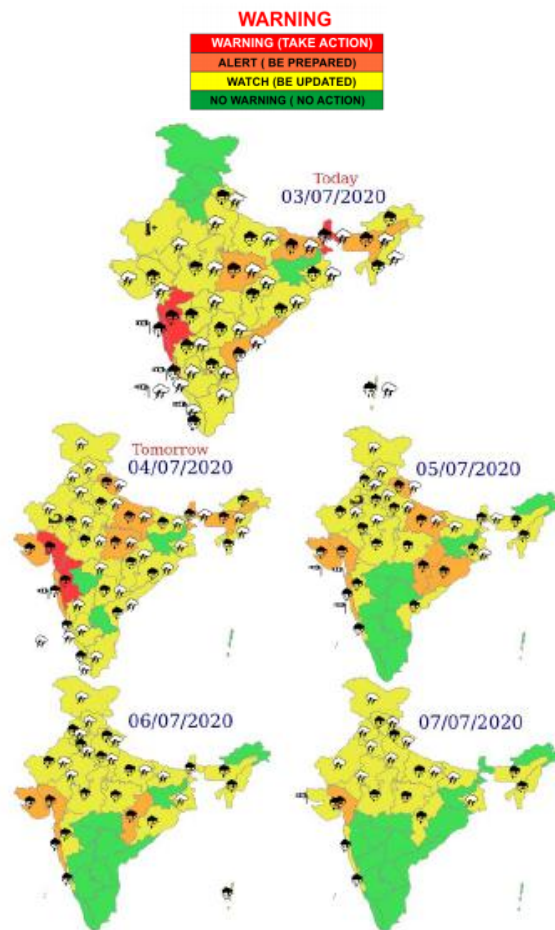 WARNING
WARNING (TAKE ACTION)
ALERT ( BE PREPARED)
WATCH (BE UPDATED)
NO WARNING ( NO ACTION)
Today
03/07/2020
Tomorrow
04/07/2020
05/07/2020
06/07/2020
07/07/2020